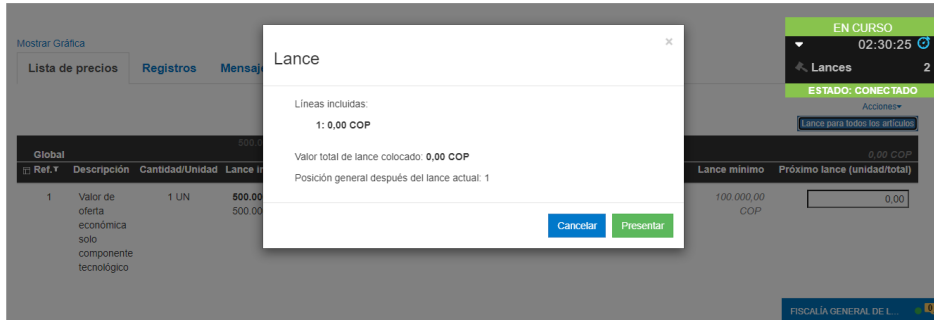 EN CURSO
Mostrar Gráfica
02:30:25
Lista de precios Registros Mensaj
Lance
×
Lances 2
ESTADO: CONECTADO
Líneas incluidas:
Acciones
1: 0,00 COP
Lance para todos los artículos
500.0
Global
Valor total de lance colocado: 0,00 COP
0,00 COP
Ref. Descripción Cantidad/Unidad Lance in
Posición general después del lance actual: 1
Lance mínimo Próximo lance (unidad/total)
1 Valor de 1 UN 500.00
oferta 500.00
económica
solo
componente
tecnológico
100.000,00
COP
0,00
Cancelar Presentar
FISCALÍA GENERAL DE L...